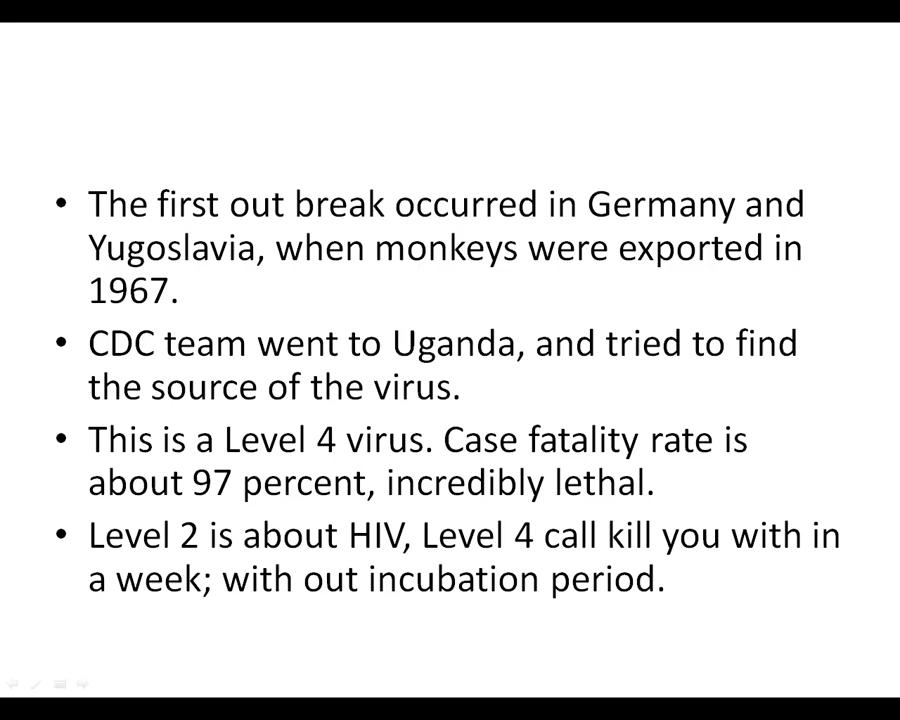 • The first out break occurred in Germany and
Yugoslavia, when monkeys were exported in
1967.
• CDC team went to Uganda, and tried to find
the source of the virus.
• This is a Level 4 virus. Case fatality rate is
about 97 percent, incredibly lethal.
• Level 2 is about HIV, Level 4 call kill you with in
a week; with out incubation period.